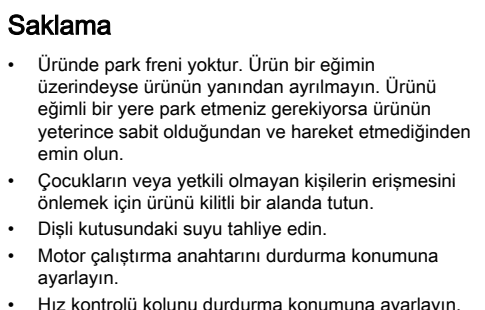 Saklama
• Üründe park freni yoktur. Ürün bir eğimin
üzerindeyse ürünün yanından ayrılmayın. Ürünü
eğimli bir yere park etmeniz gerekiyorsa ürünün
yeterince sabit olduğundan ve hareket etmediğinden
emin olun.
• Çocukların veya yetkili olmayan kişilerin erişmesini
önlemek için ürünü kilitli bir alanda tutun.
• Dişli kutusundaki suyu tahliye edin.
• Motor çalıştırma anahtarını durdurma konumuna
ayarlayın.
• Hız kontrolü kolunu durdurma konumuna ayarlayın.